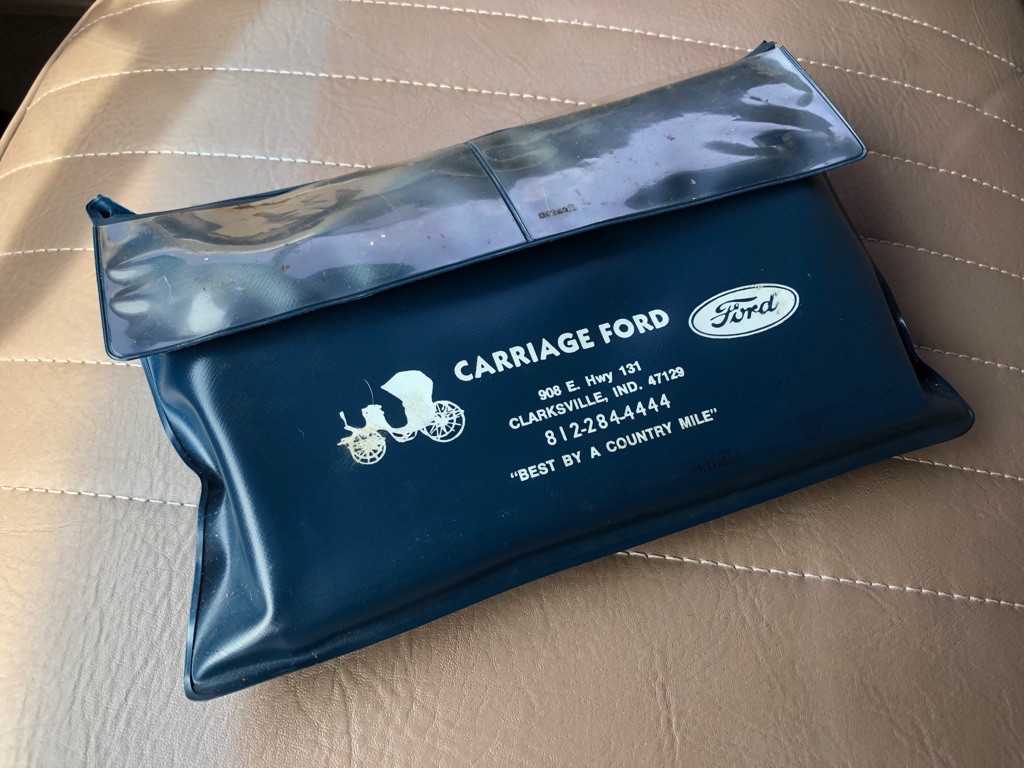 CARRIAGE FORD
Ford
908 E. Hwy 131
CLARKSVILLE, IND. 47129
812-284-4444
"BEST BY A COUNTRY MILE"